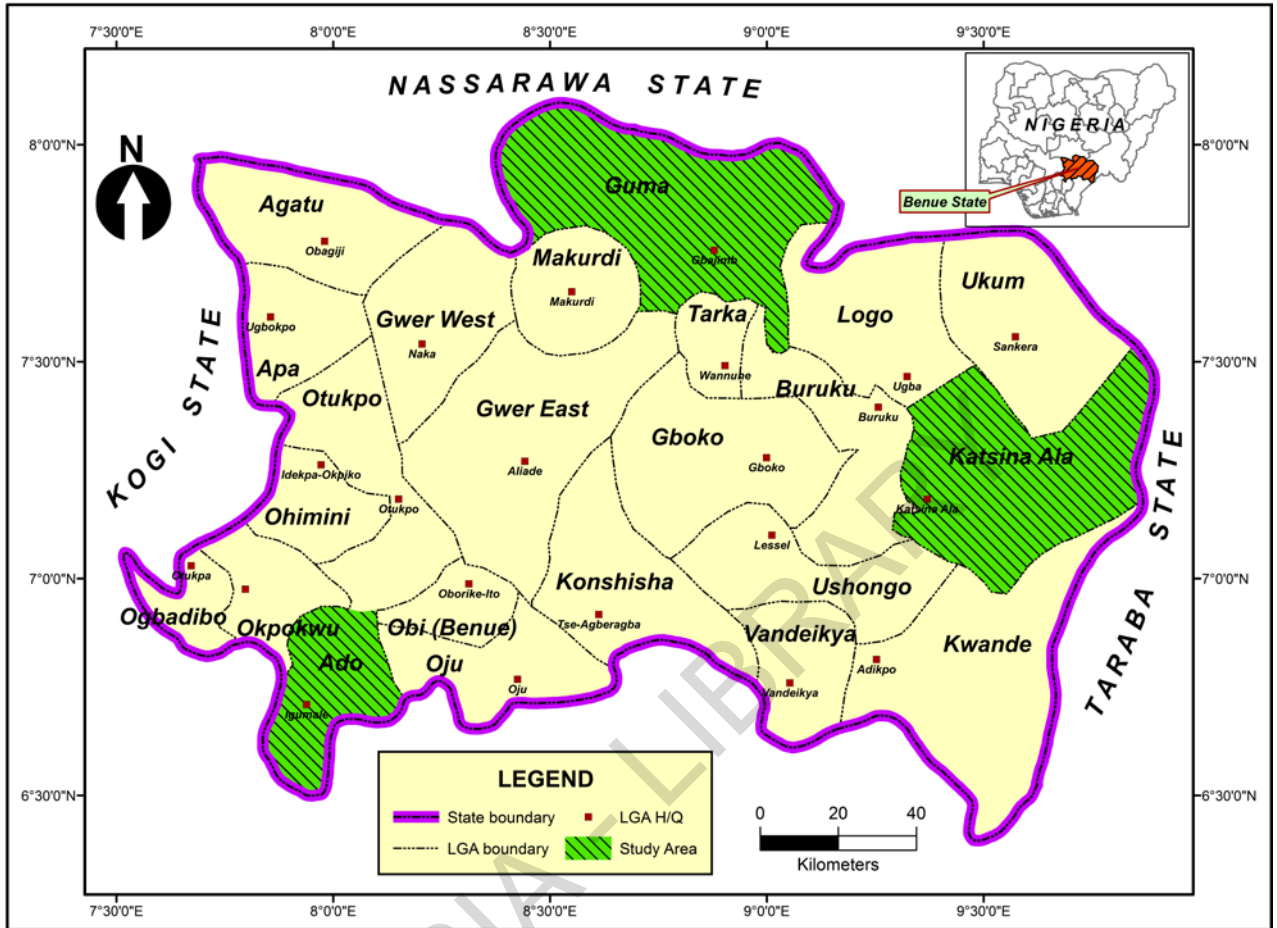 7°30'0"E 8°0'0"E 8°30'0"E 9°0'0"E 9°30'0"E
NASSARAWA STATE
NIGERIA
Benue State
8°0'0"N 8°0'0"N
N
Guma
Agatu
Obagiji
Gbajimb
Makurdi
Makurdi
Ukum
Tarka
Logo
Ugbokpo
Gwer West
Naka
Sankera
KOGI STATE
7°30'0"N 7°30'0"N
Apa
Wannune
Buruku
Ugba
Otukpo
Gwer East
Buruku
Gboko
Gboko
Katsina Ala
Idekpa-Okpiko
Aliade
Otukpo
Katsina Ala
Ohimini
Lessel
TARABA STATE
7°0'0"N 7°0'0"N
Otukpa
Oborike-Ito
Konshisha
Ushongo
Ogbadibo
Okpokwu
Obi (Benue)
Tse-Agberagba
Vandeikya
Kwande
Ado
Oju
Adikpo
Oju
Vandeikya
Igumale
LEGEND
State boundary LGA H/Q
LGA boundary Study Area
0 20 40
Kilometers
6°30'0"N 6°30'0"N
7°30'0"E 8°0'0"E 8°30'0"E 9°0'0"E 9°30'0"E